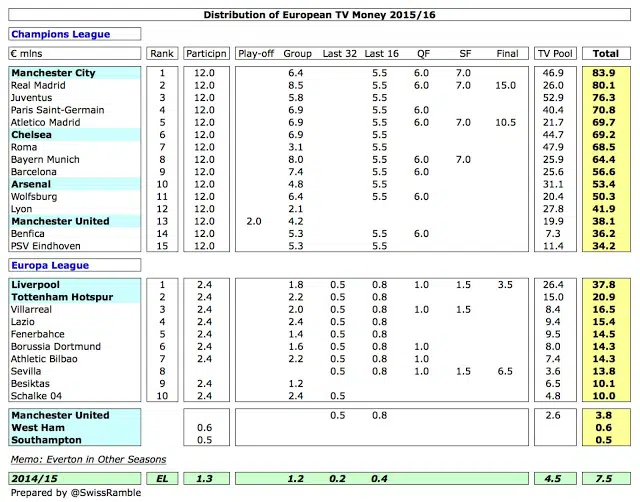 Distribution of European TV Money 2015/16
Champions League
€ mlns Rank Participn Play-off Group Last 32 Last 16 QF SF Final TV Pool Total
Manchester City 1 12.0 6.4 5.5 6.0 7.0 46.9 83.9
Real Madrid 2 12.0 8.5 5.5 6.0 7.0 15.0 26.0 80.1
Juventus 3 12.0 5.8 5.5 52.9 76.3
Paris Saint-Germain 4 12.0 6.9 5.5 6.0 40.4 70.8
Atletico Madrid 5 12.0 6.9 5.5 6.0 7.0 10.5 21.7 69.7
Chelsea 6 12.0 6.9 5.5 44.7 69.2
Roma 7 12.0 3.1 5.5 47.9 68.5
Bayern Munich 8 12.0 8.0 5.5 6.0 7.0 25.9 64.4
Barcelona 9 12.0 7.4 5.5 6.0 25.6 56.6
Arsenal 10 12.0 4.8 5.5 31.1 53.4
Wolfsburg 11 12.0 6.4 5.5 6.0 20.4 50.3
Lyon 12 12.0 2.1 27.8 41.9
Manchester United 13 12.0 2.0 4.2 19.9 38.1
Benfica 14 12.0 5.3 5.5 6.0 7.3 36.2
PSV Eindhoven 15 12.0 5.3 5.5 11.4 34.2
Europa League
Liverpool 1 2.4 1.8 0.5 0.8 1.0 1.5 3.5 26.4 37.8
Tottenham Hotspur 2 2.4 2.2 0.5 0.8 15.0 20.9
Villarreal 3 2.4 2.0 0.5 0.8 1.0 1.5 8.4 16.5
Lazio 4 2.4 2.4 0.5 0.8 9.4 15.4
Fenerbahce 5 2.4 1.4 0.5 0.8 9.5 14.5
Borussia Dortmund 6 2.4 1.6 0.5 0.8 1.0 8.0 14.3
Athletic Bilbao 7 2.4 2.2 0.5 0.8 1.0 7.4 14.3
Sevilla 8 0.5 0.8 1.0 1.5 6.5 3.6 13.8
Besiktas 9 2.4 1.2 6.5 10.1
Schalke 04 10 2.4 2.4 0.5 4.8 10.0
Manchester United 0.5 0.8 2.6 3.8
West Ham 0.6 0.6
Southampton 0.5 0.5
Memo: Everton in Other Seasons
2014/15 EL 1.3 1.2 0.2 0.4 4.5 7.5
Prepared by @SwissRamble